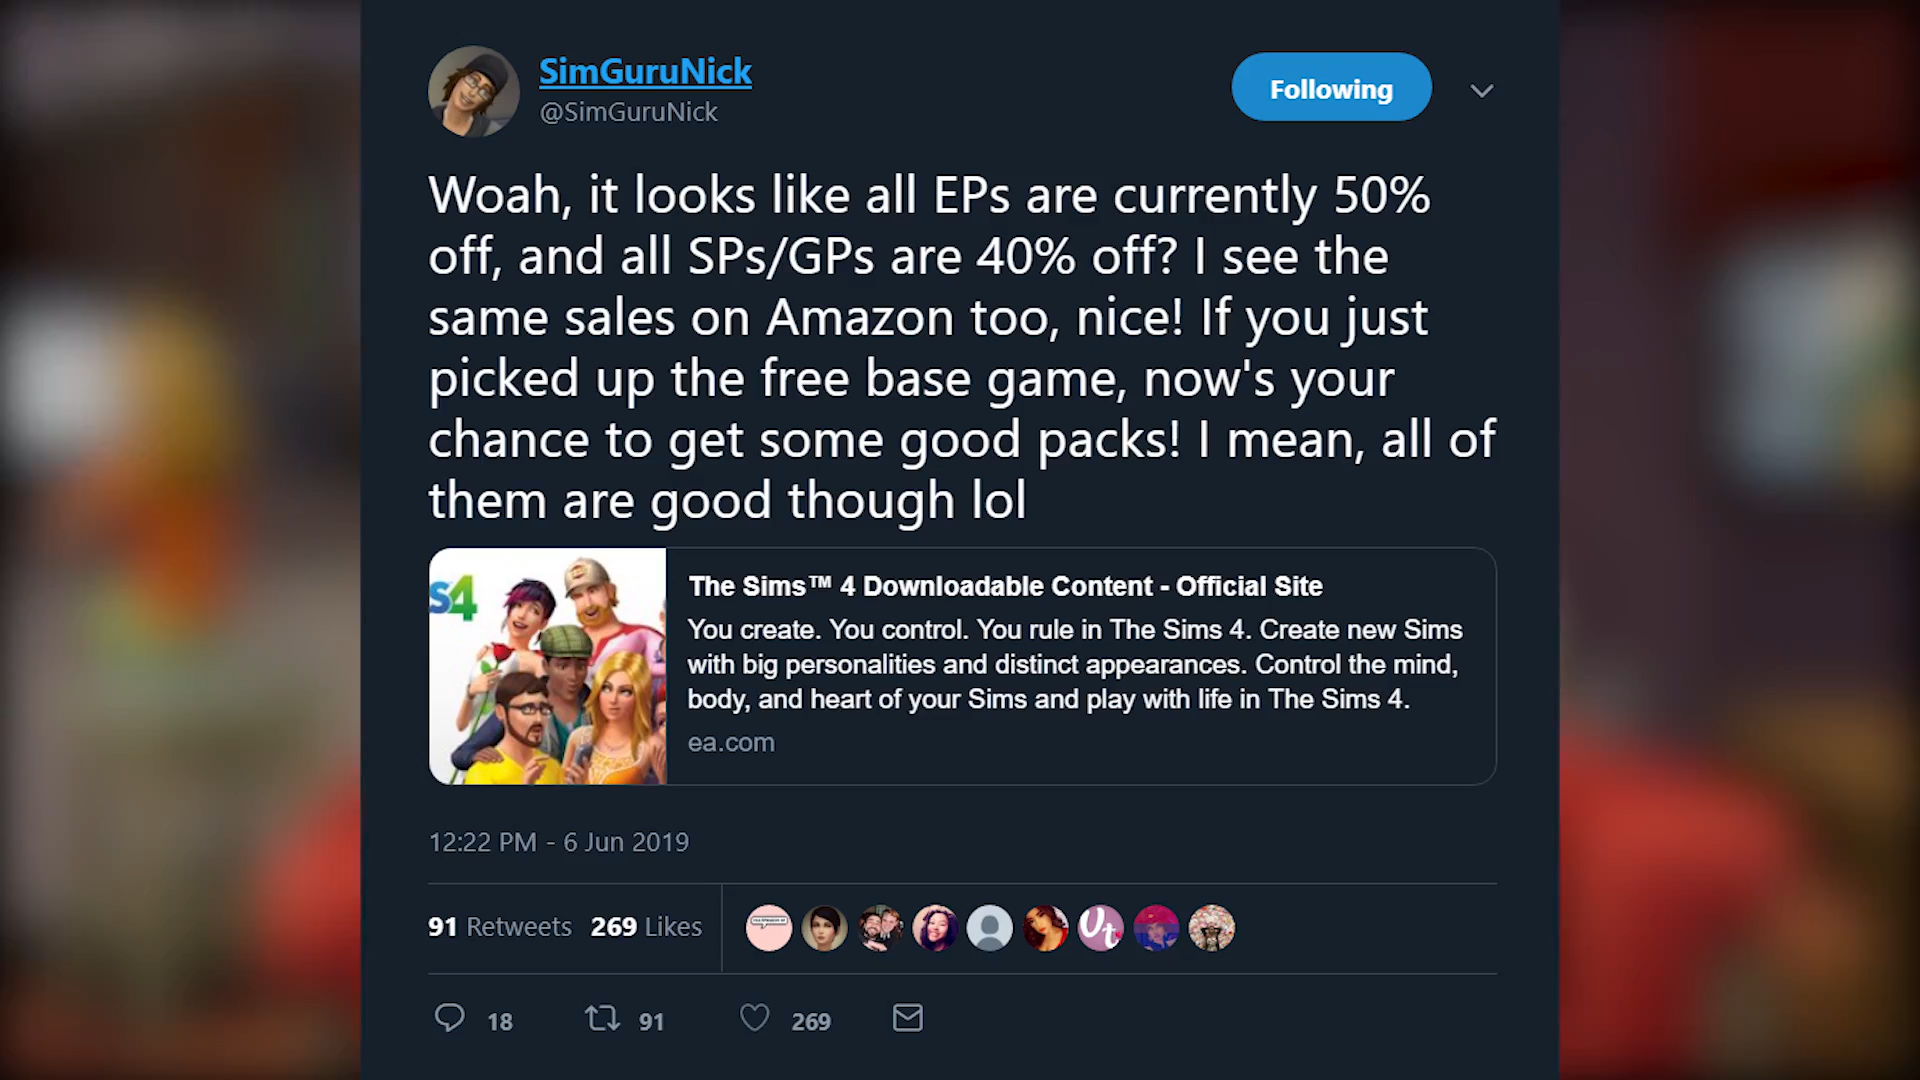 SimGuruNick
@SimGuruNick
Following
Woah, it looks like all EPs are currently 50%
off, and all SPs/GPs are 40% off? I see the
same sales on Amazon too, nice! If you just
picked up the free base game, now's your
chance to get some good packs! I mean, all of
them are good though lol
S4
The Sims™ 4 Downloadable Content - Official Site
You create. You control. You rule in The Sims 4. Create new Sims
with big personalities and distinct appearances. Control the mind,
body, and heart of your Sims and play with life in The Sims 4.
ea.com
12:22 PM - 6 Jun 2019
91 Retweets 269 Likes
Ut
18 91 269